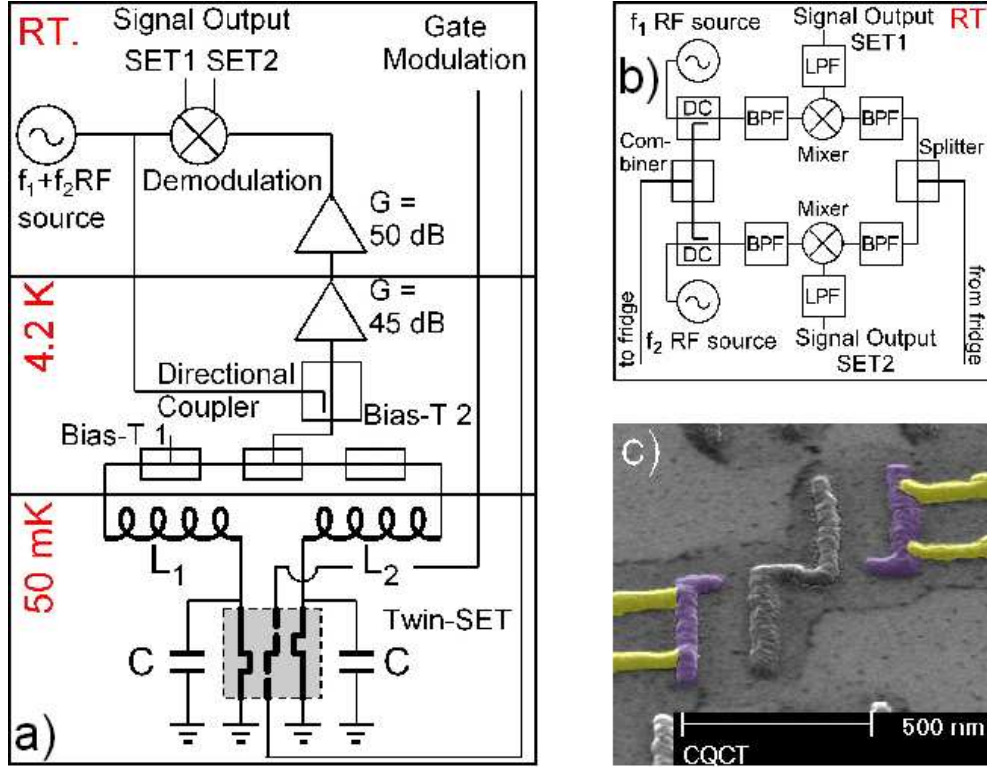 RT.
Signal Output
SET1 SET2
Gate
Modulation
f₁+f₂RF
source
Demodulation
G =
50 dB
4.2 K
G =
45 dB
Directional
Coupler
Bias-T 1
Bias-T 2
50 mK
L₁
L₂
Twin-SET
C
C
a)
b)
RT
f₁ RF source
Signal Output
SET1
LPF
DC
BPF
BPF
Mixer
Com-
biner
Splitter
Mixer
DC
BPF
BPF
LPF
to fridge
from fridge
f₂ RF source
Signal Output
SET2
c)
500 nm
CQCT